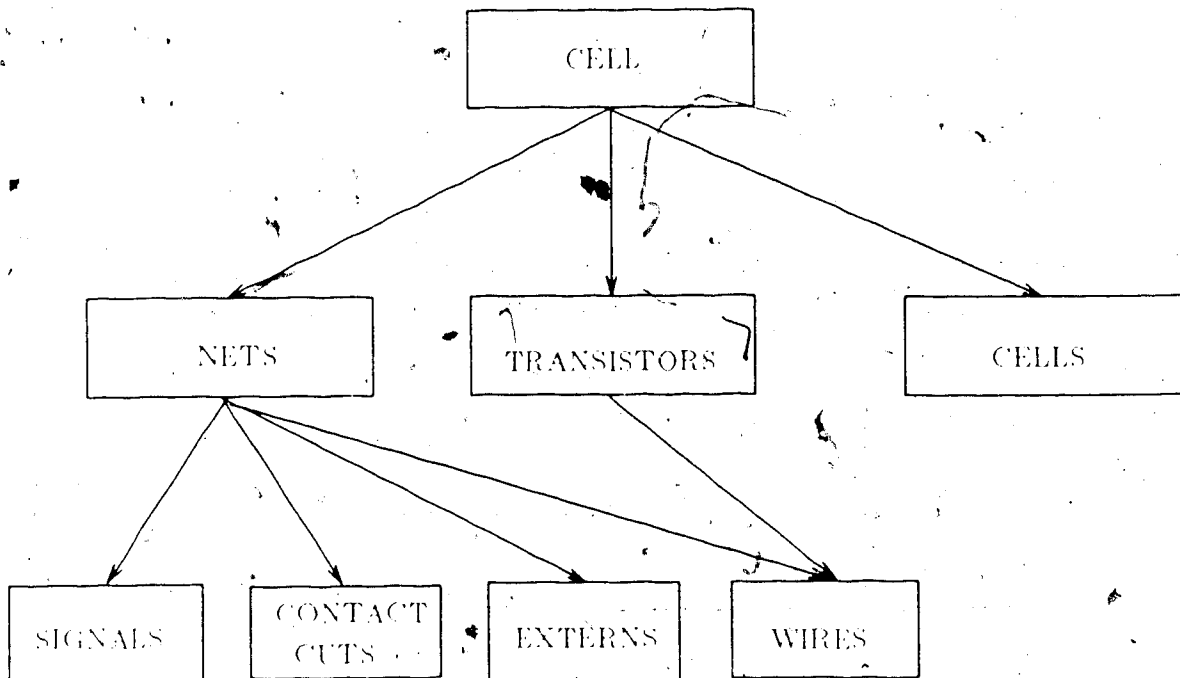 CELL
NETS
TRANSISTORS
CELLS
SIGNALS
CONTACT
CUTS
EXTERNS
WIRES